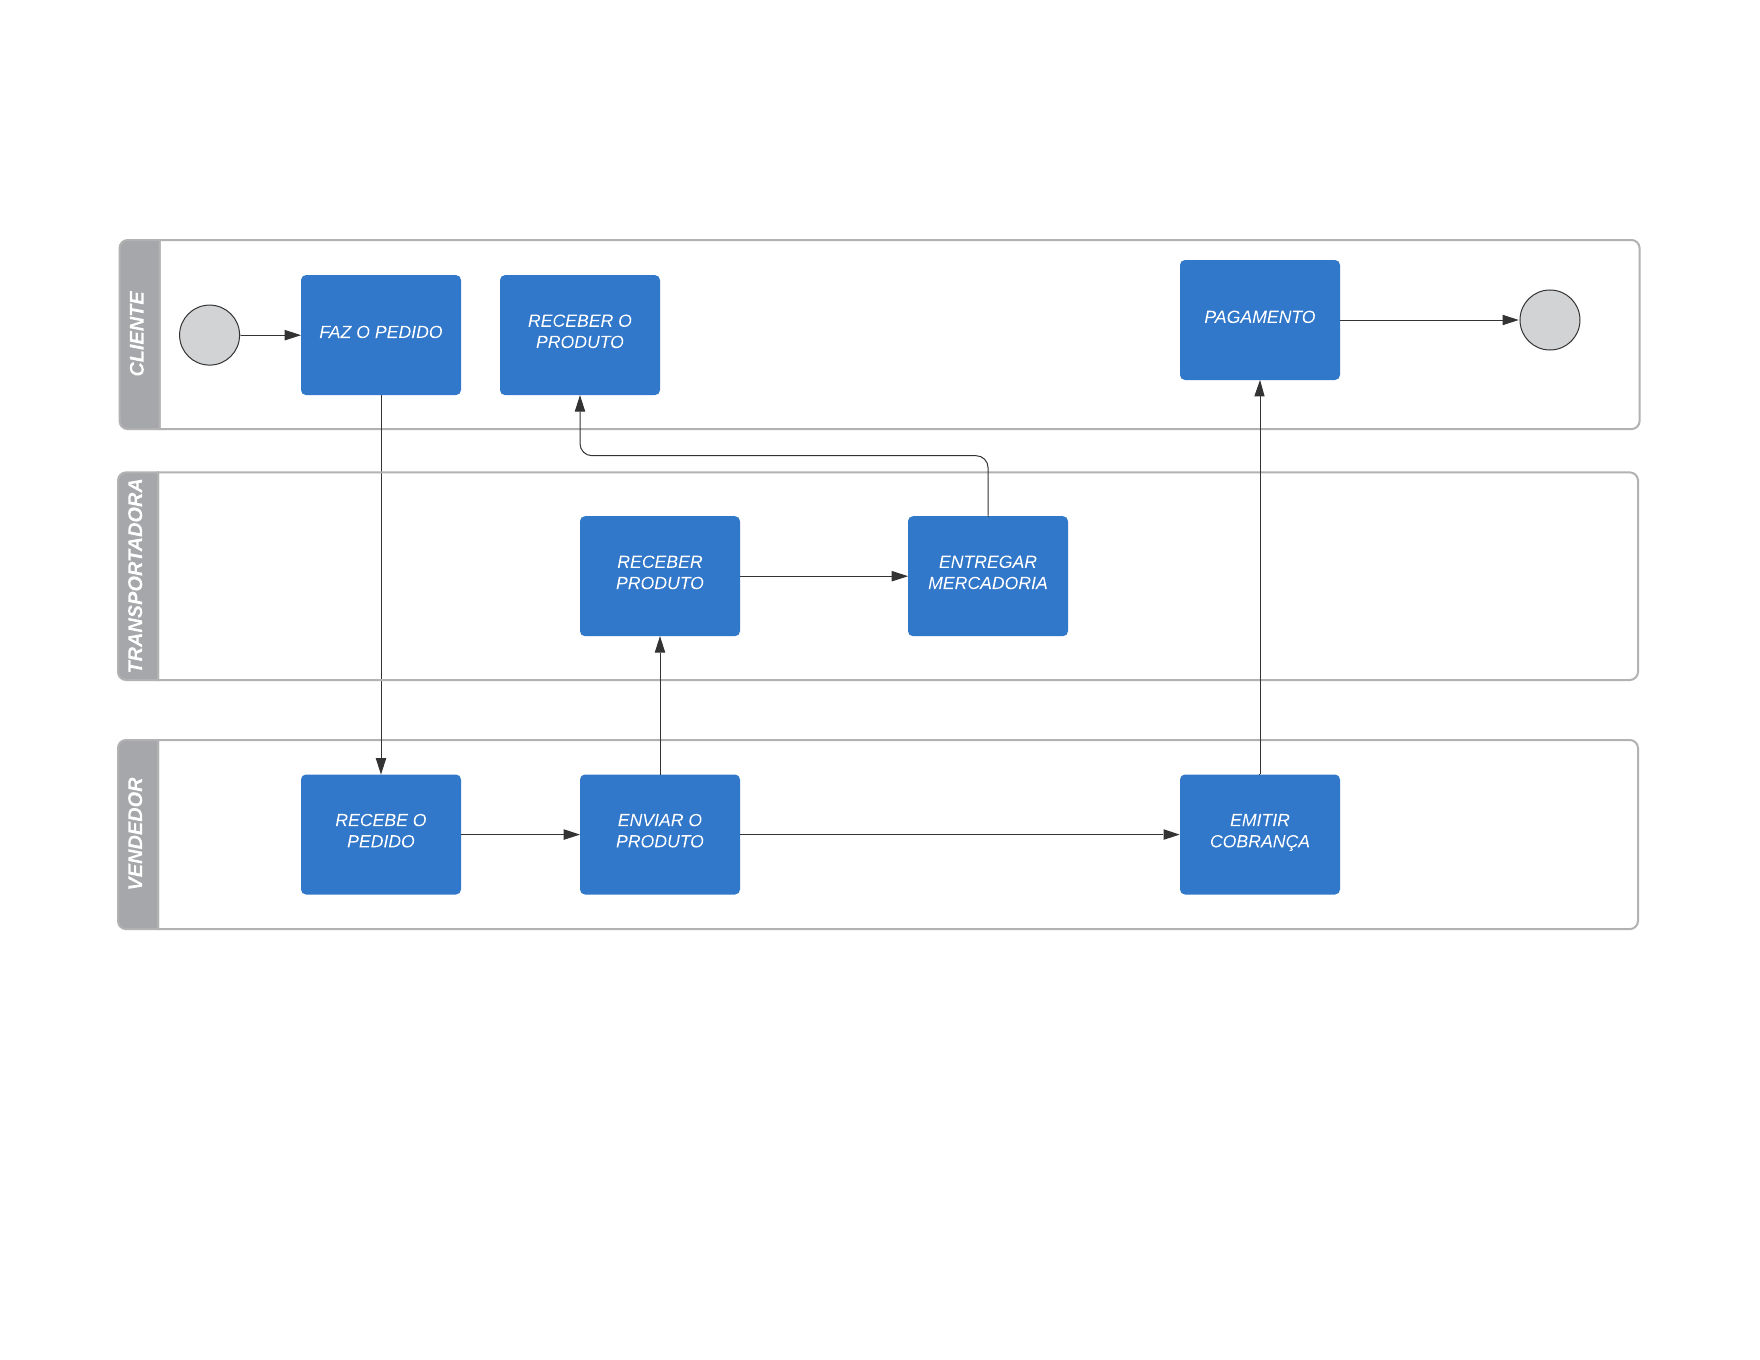 CLIENTE
FAZ O PEDIDO
RECEBER O
PRODUTO
PAGAMENTO
TRANSPORTADORA
RECEBER
PRODUTO
ENTREGAR
MERCADORIA
VENDEDOR
RECEBE O
PEDIDO
ENVIAR O
PRODUTO
EMITIR
COBRANÇA